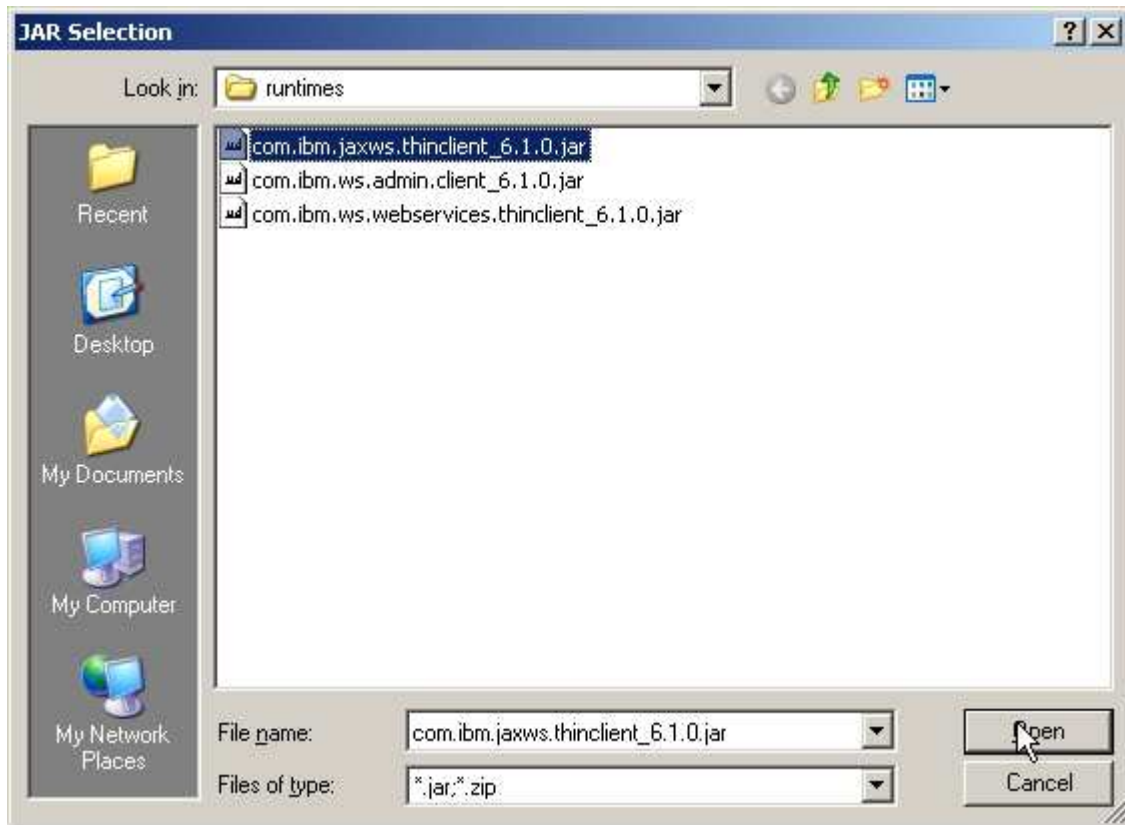 JAR Selection
Look in: runtimes
com.ibm.jaxws.thinclient_6.1.0.jar
com.ibm.ws.admin.client_6.1.0.jar
com.ibm.ws.webservices.thinclient_6.1.0.jar
Recent
Desktop
My Documents
My Computer
My Network
Places
File name: com.ibm.jaxws.thinclient_6.1.0.jar Open
Files of type: *.jar;*.zip Cancel